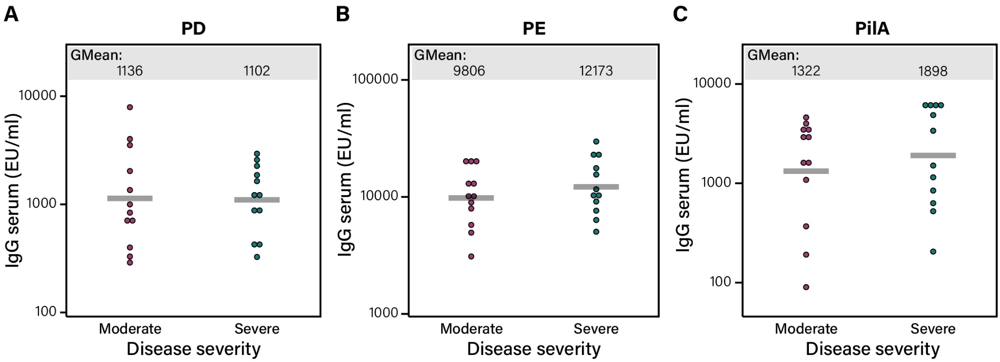 A
PD
GMean:
1136 1102
10000
1000
100
IgG serum (EU/ml)
Moderate Severe
Disease severity
B
PE
GMean:
9806 12173
100000
10000
1000
IgG serum (EU/ml)
Moderate Severe
Disease severity
C
PilA
GMean:
1322 1898
10000
1000
100
IgG serum (EU/ml)
Moderate Severe
Disease severity